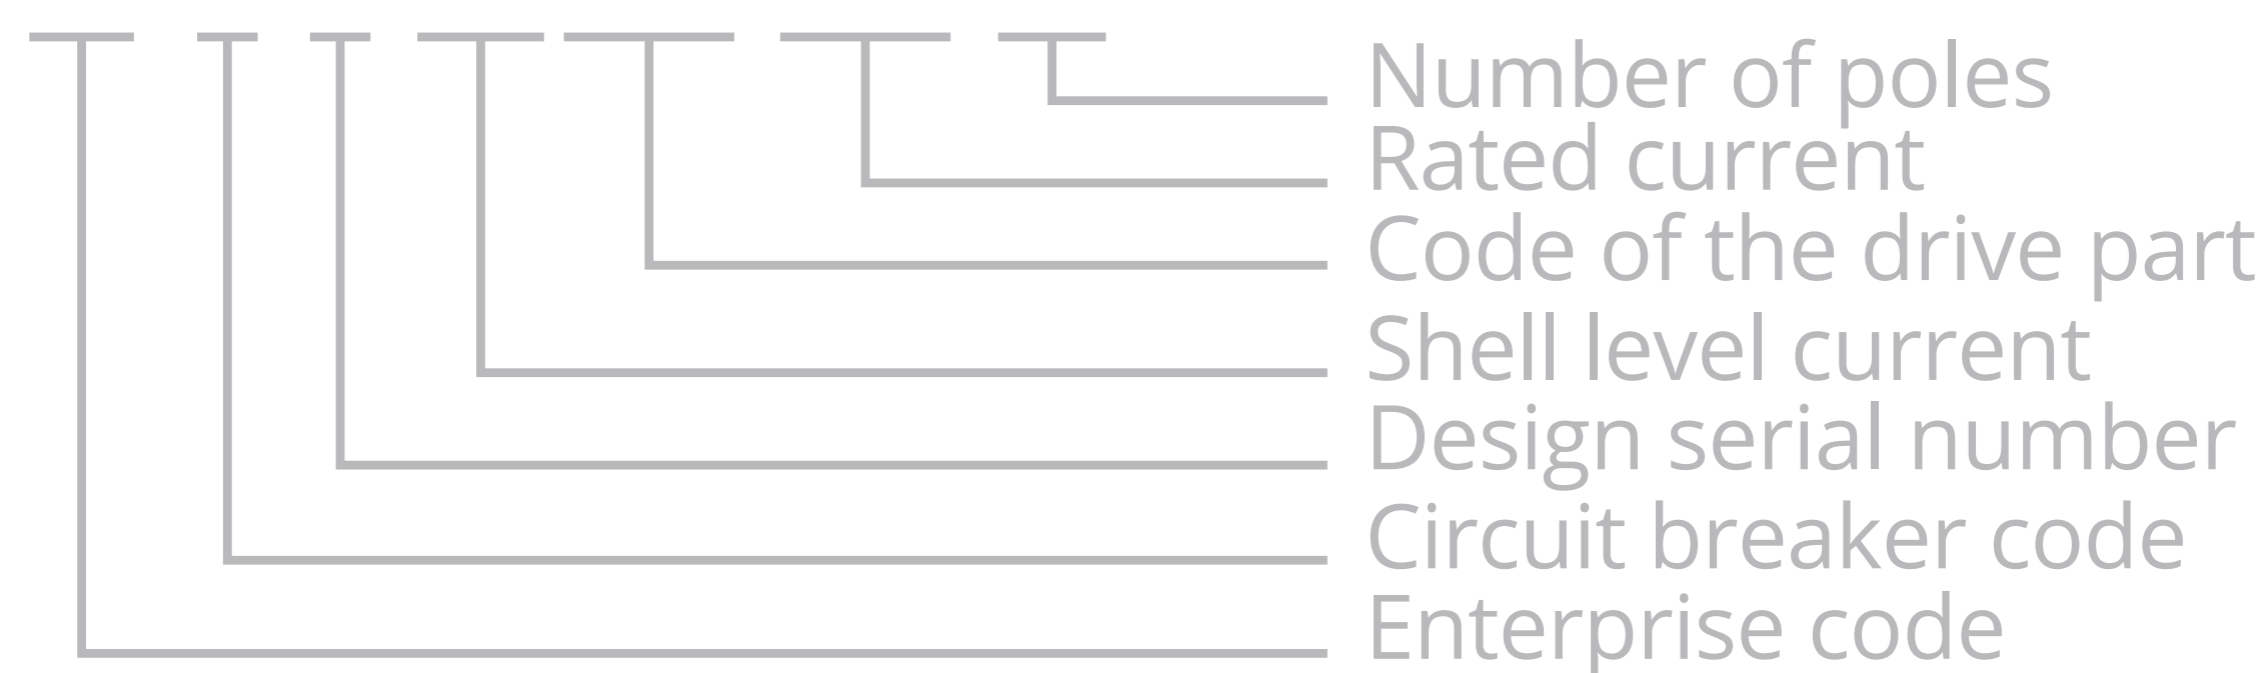 Number of poles
Rated current
Code of the drive part
Shell level current
Design serial number
Circuit breaker code
Enterprise code